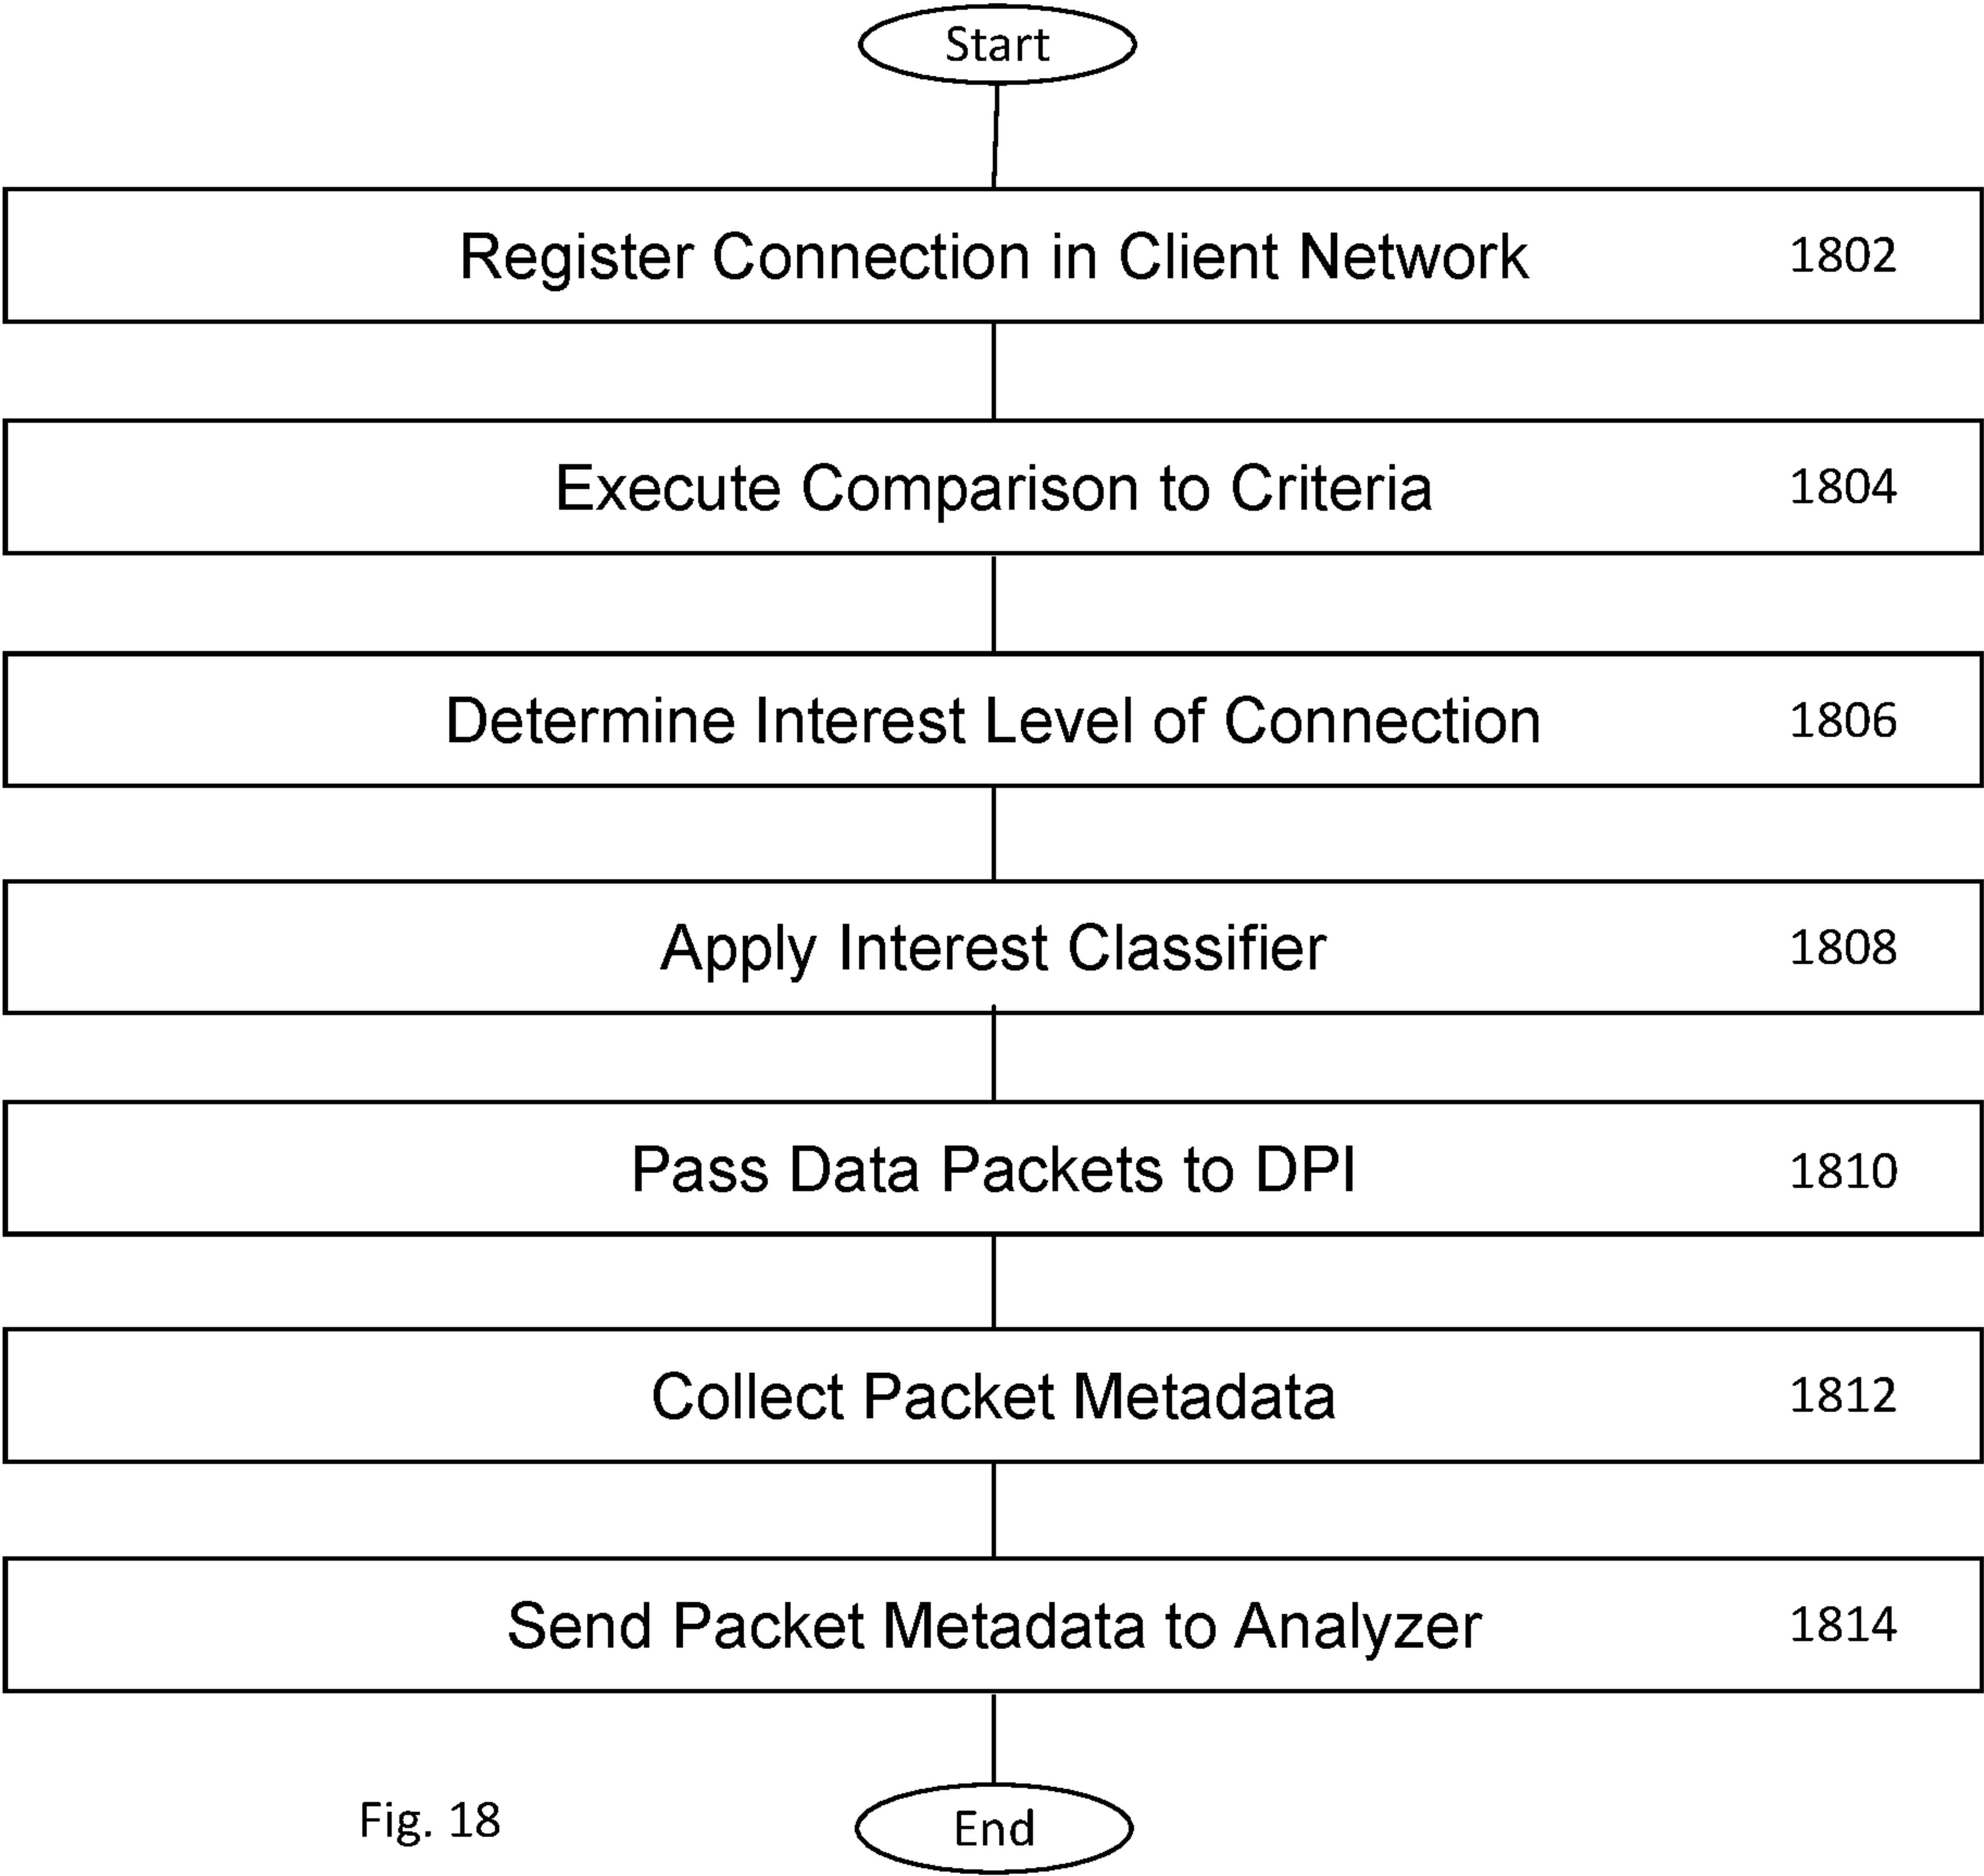 Start
Register Connection in Client Network 1802
Execute Comparison to Criteria 1804
Determine Interest Level of Connection 1806
Apply Interest Classifier 1808
Pass Data Packets to DPI 1810
Collect Packet Metadata 1812
Send Packet Metadata to Analyzer 1814
Fig. 18
End